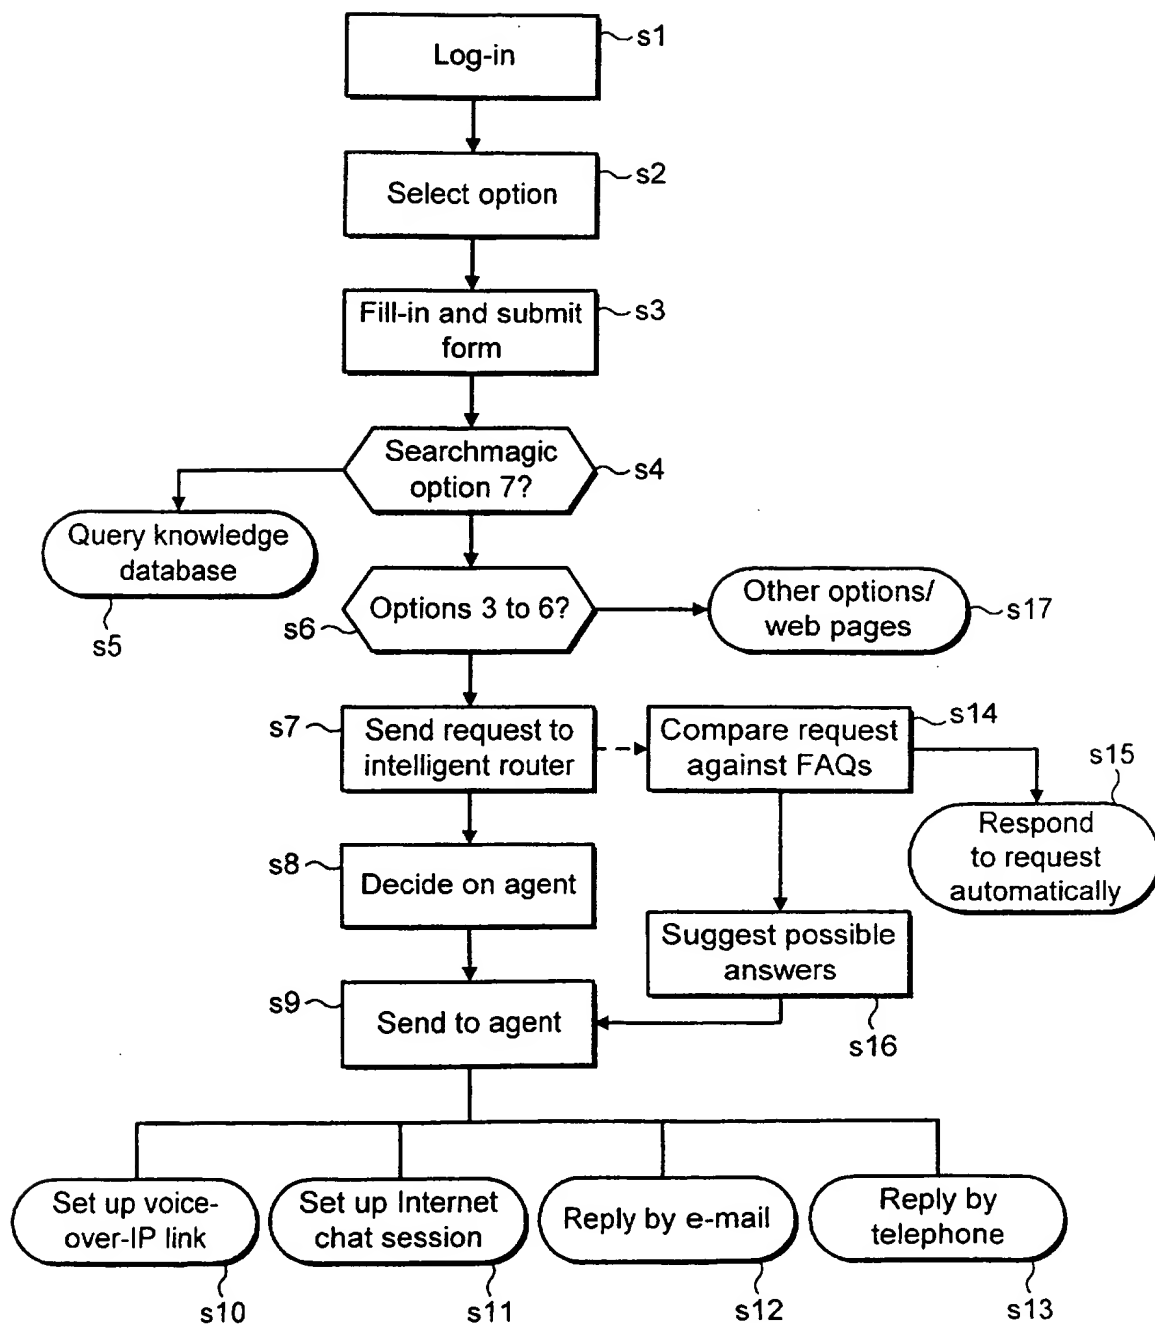 Log-in
s1
Select option
s2
Fill-in and submit
form
s3
Searchmagic
option 7?
s4
Query knowledge
database
s5
Options 3 to 6?
s6
Other options/
web pages
s17
s7
Send request to
intelligent router
Compare request
against FAQs
s14
s15
Respond
to request
automatically
s8
Decide on agent
Suggest possible
answers
s16
s9
Send to agent
Set up voice-
over-IP link
s10
Set up Internet
chat session
s11
Reply by e-mail
s12
Reply by
telephone
s13